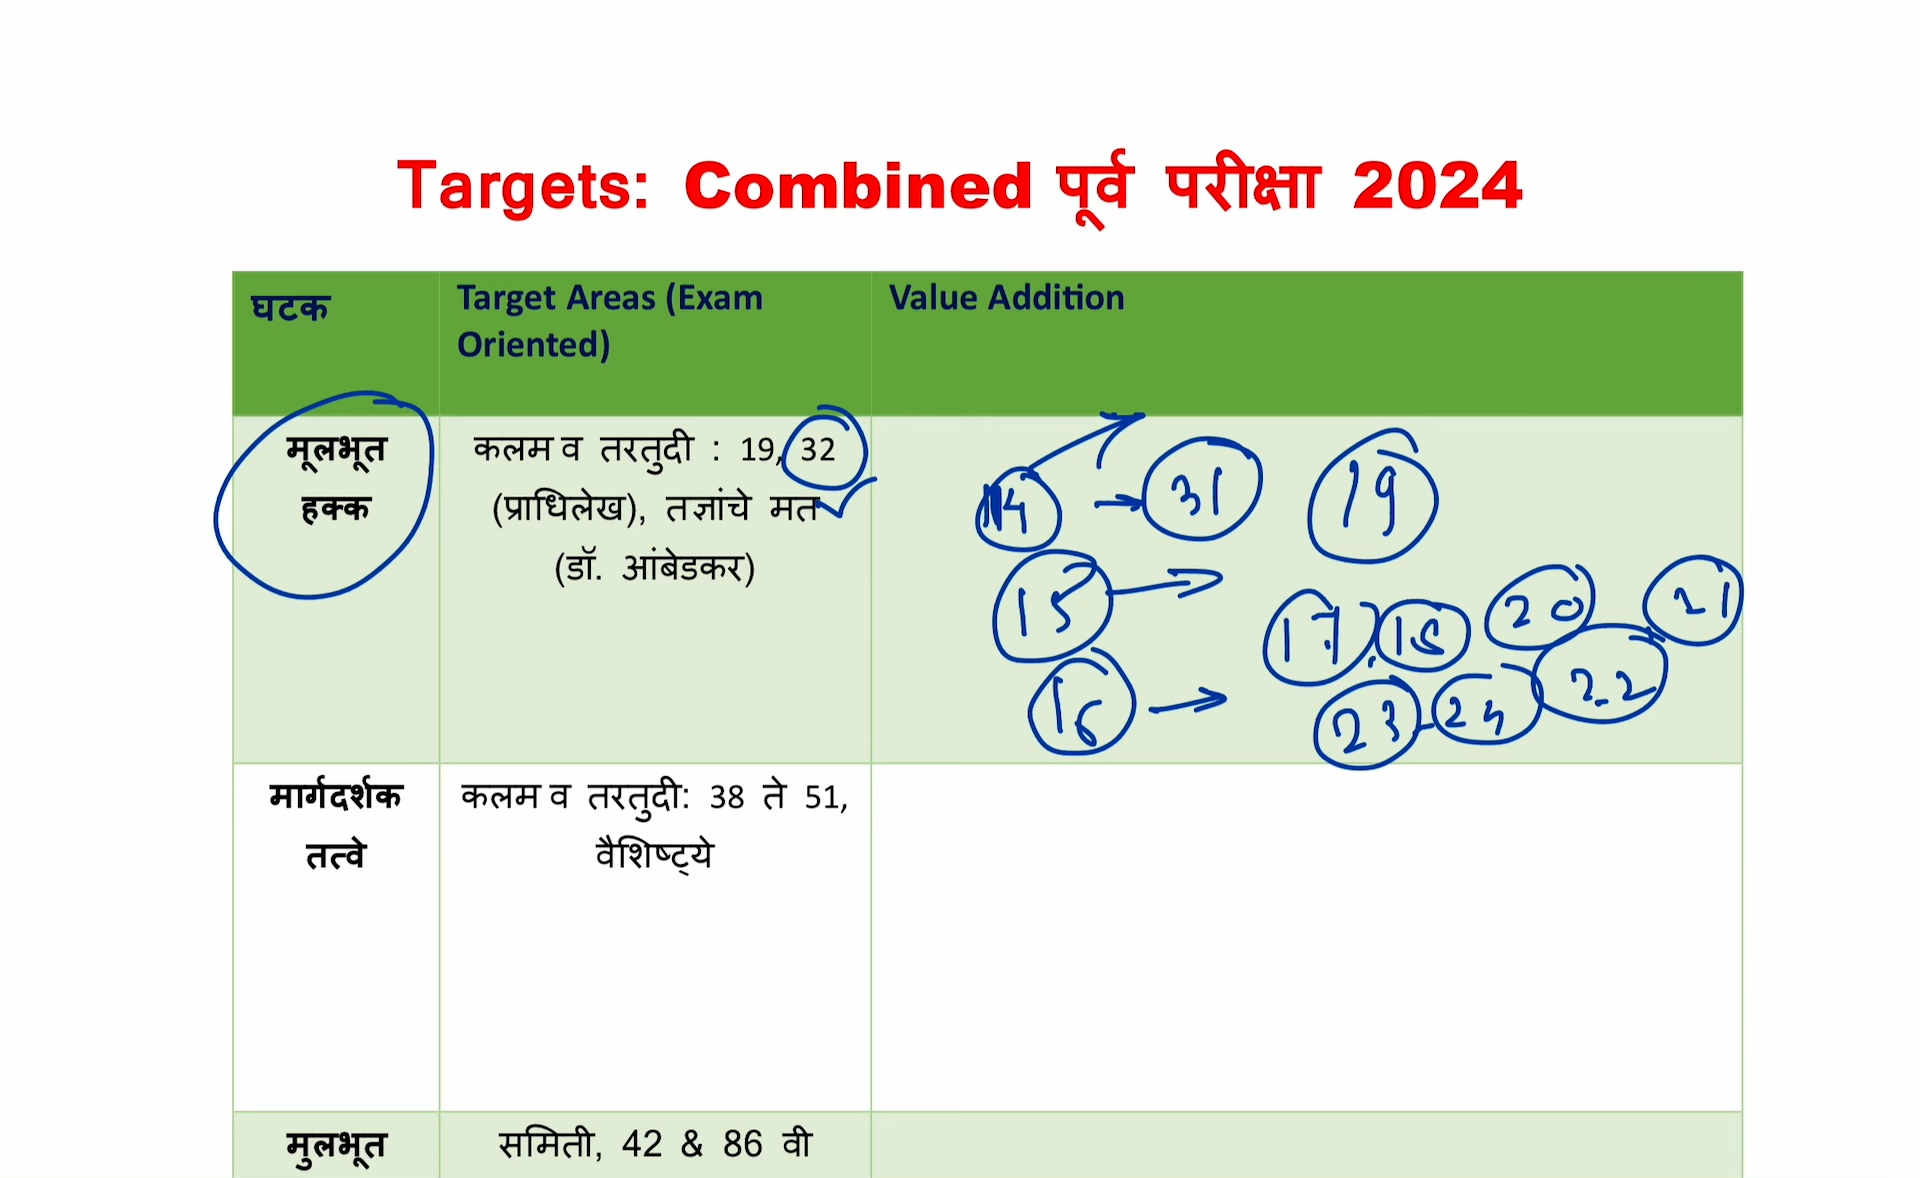 Targets: Combined पूर्व परीक्षा 2024
घटक
Target Areas (Exam
Oriented)
Value Addition
मूलभूत
हक्क
कलम व तरतुदी : 19, 32
(प्राधिलेख), तज्ञांचे मत
(डॉ. आंबेडकर)
14 → 31 19
15 →
17, 18 20 21
16 →
23 - 24 22
मार्गदर्शक
तत्वे
कलम व तरतुदी: 38 ते 51,
वैशिष्ट्ये
मुलभूत
समिती, 42 & 86 वी